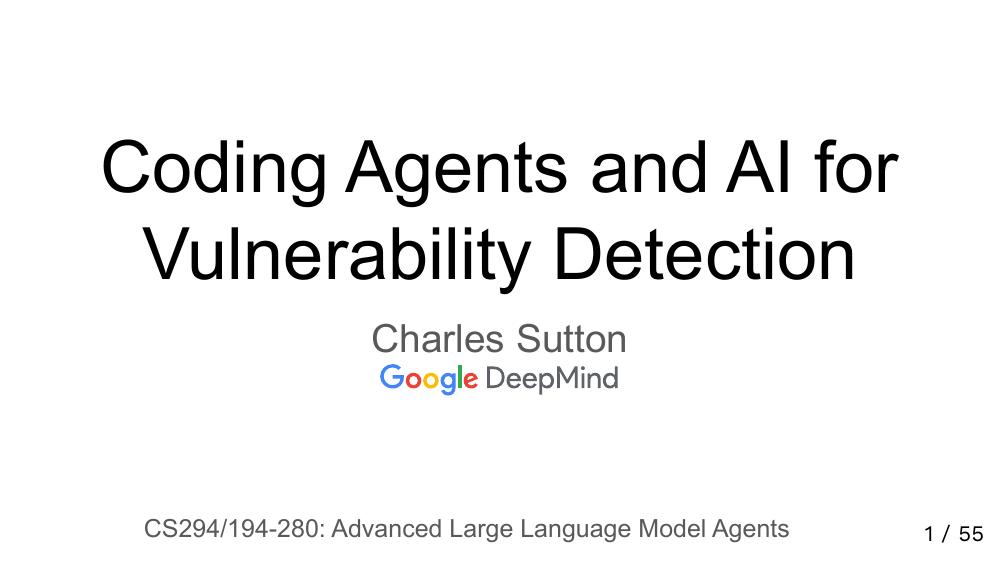 Coding Agents and AI for
Vulnerability Detection
Charles Sutton
Google DeepMind
CS294/194-280: Advanced Large Language Model Agents
1 / 55